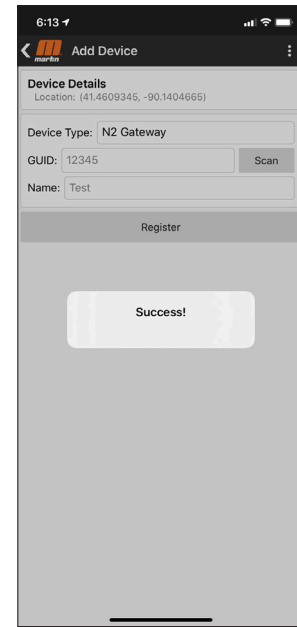 6:13
martin
Add Device
Device Details
Location: (41.4609345, -90.1404665)
Device Type: N2 Gateway
GUID: 12345 Scan
Name: Test
Register
Success!